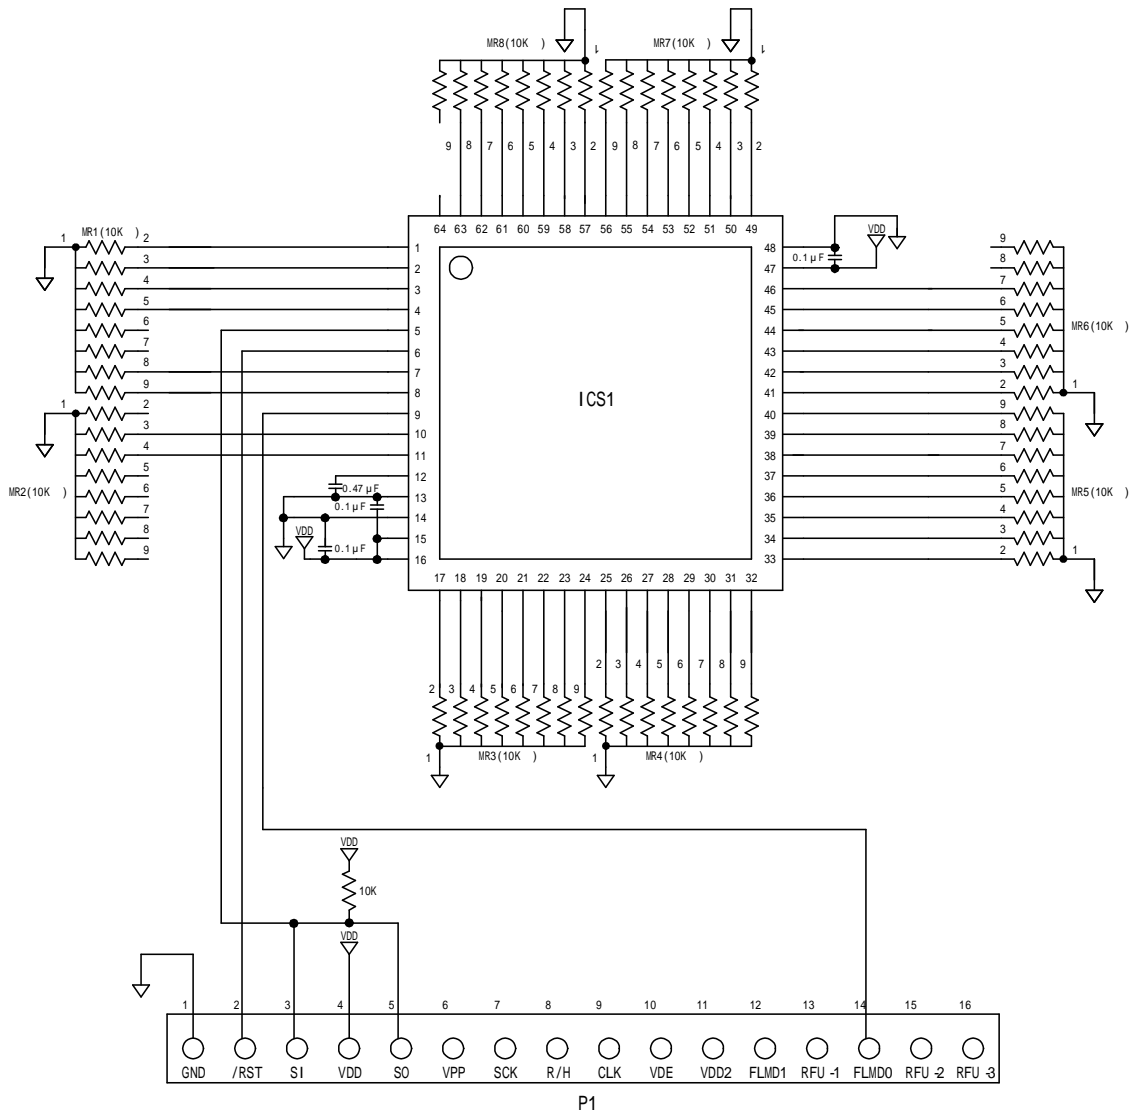 MR8(10K ) 1 MR7(10K ) 1
9 8 7 6 5 4 3 2 9 8 7 6 5 4 3 2
64 63 62 61 60 59 58 57 56 55 54 53 52 51 50 49
MR1(10K )
1 2
3
4
5
6
7
8
9
1 2
3
4
5
6
7
8
9
MR2(10K )
1
2
3
4
5
6
7
8
9
10
11
12
13
14
15
16
0.47µF
0.1µF
VDD
0.1µF
ICS1
48
47
46
45
44
43
42
41
40
39
38
37
36
35
34
33
VDD
0.1µF
9
8
7
6
5
4
3
2 1
MR6(10K )
9
8
7
6
5
4
3
2 1
MR5(10K )
17 18 19 20 21 22 23 24 25 26 27 28 29 30 31 32
2 3 4 5 6 7 8 9 2 3 4 5 6 7 8 9
1 MR3(10K ) 1 MR4(10K )
VDD
10K
VDD
1 2 3 4 5 6 7 8 9 10 11 12 13 14 15 16
GND /RST SI VDD SO VPP SCK R/H CLK VDE VDD2 FLMD1 RFU-1 FLMD0 RFU-2 RFU-3
P1